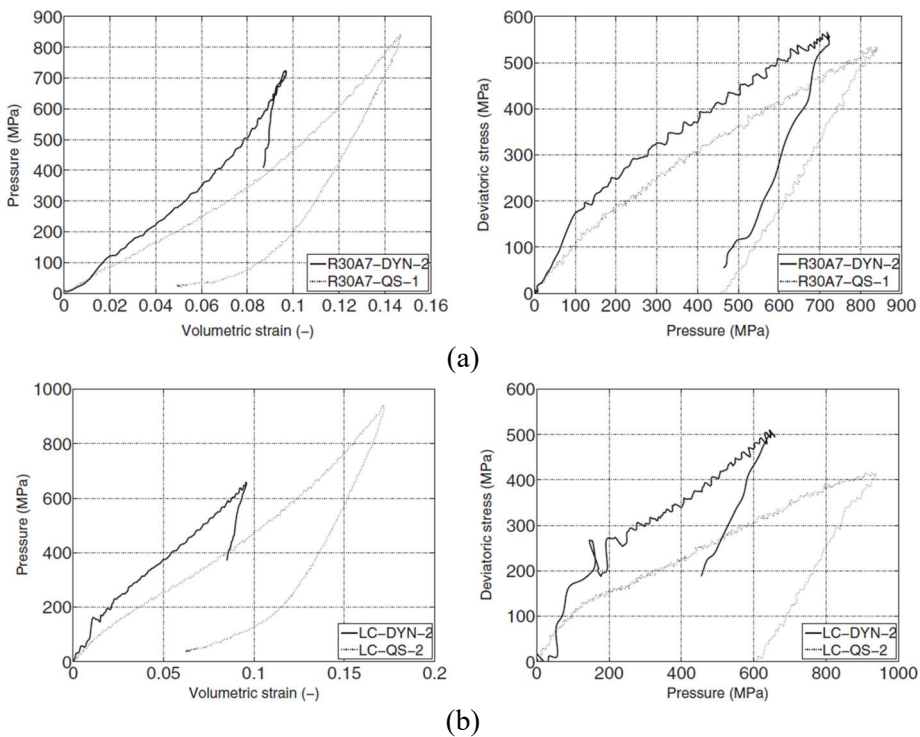 900
800
700
600
500
400
300
200
100
0
Pressure (MPa)
0 0.02 0.04 0.06 0.08 0.1 0.12 0.14 0.16
Volumetric strain (−)
R30A7−DYN−2
R30A7−QS−1
600
500
400
300
200
100
0
Deviatoric stress (MPa)
0 100 200 300 400 500 600 700 800 900
Pressure (MPa)
R30A7−DYN−2
R30A7−QS−1
(a)
1000
800
600
400
200
0
Pressure (MPa)
0 0.05 0.1 0.15 0.2
Volumetric strain (−)
LC−DYN−2
LC−QS−2
600
500
400
300
200
100
0
Deviatoric stress (MPa)
0 200 400 600 800 1000
Pressure (MPa)
LC−DYN−2
LC−QS−2
(b)